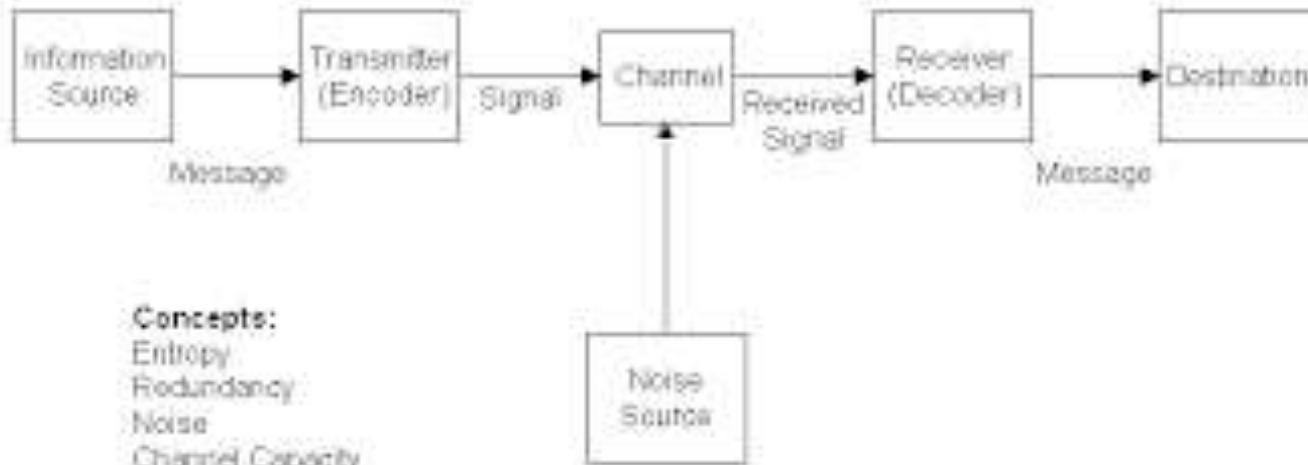 Information
Source
Message
Transmitter
(Encoder)
Signal
Channel
Received
Signal
Receiver
(Decoder)
Message
Destination
Noise
Source
Concepts:
Entropy
Redundancy
Noise
Channel Capacity